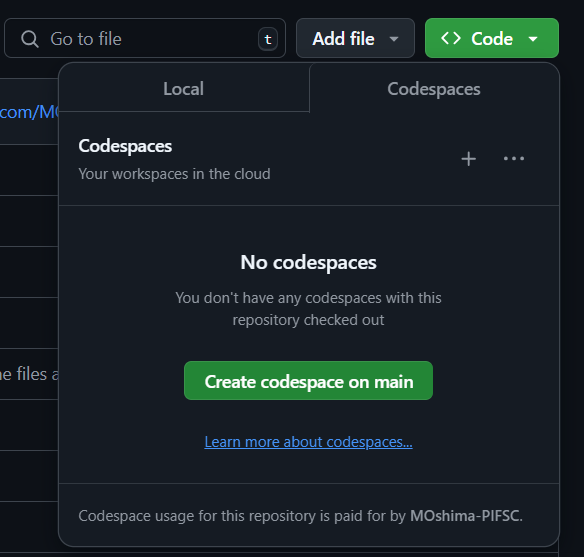 Go to file
t
Add file
Code
Local
Codespaces
com/MO
Codespaces
Your workspaces in the cloud
No codespaces
You don't have any codespaces with this
repository checked out
ne files a
Create codespace on main
Learn more about codespaces...
Codespace usage for this repository is paid for by MOshima-PIFSC.